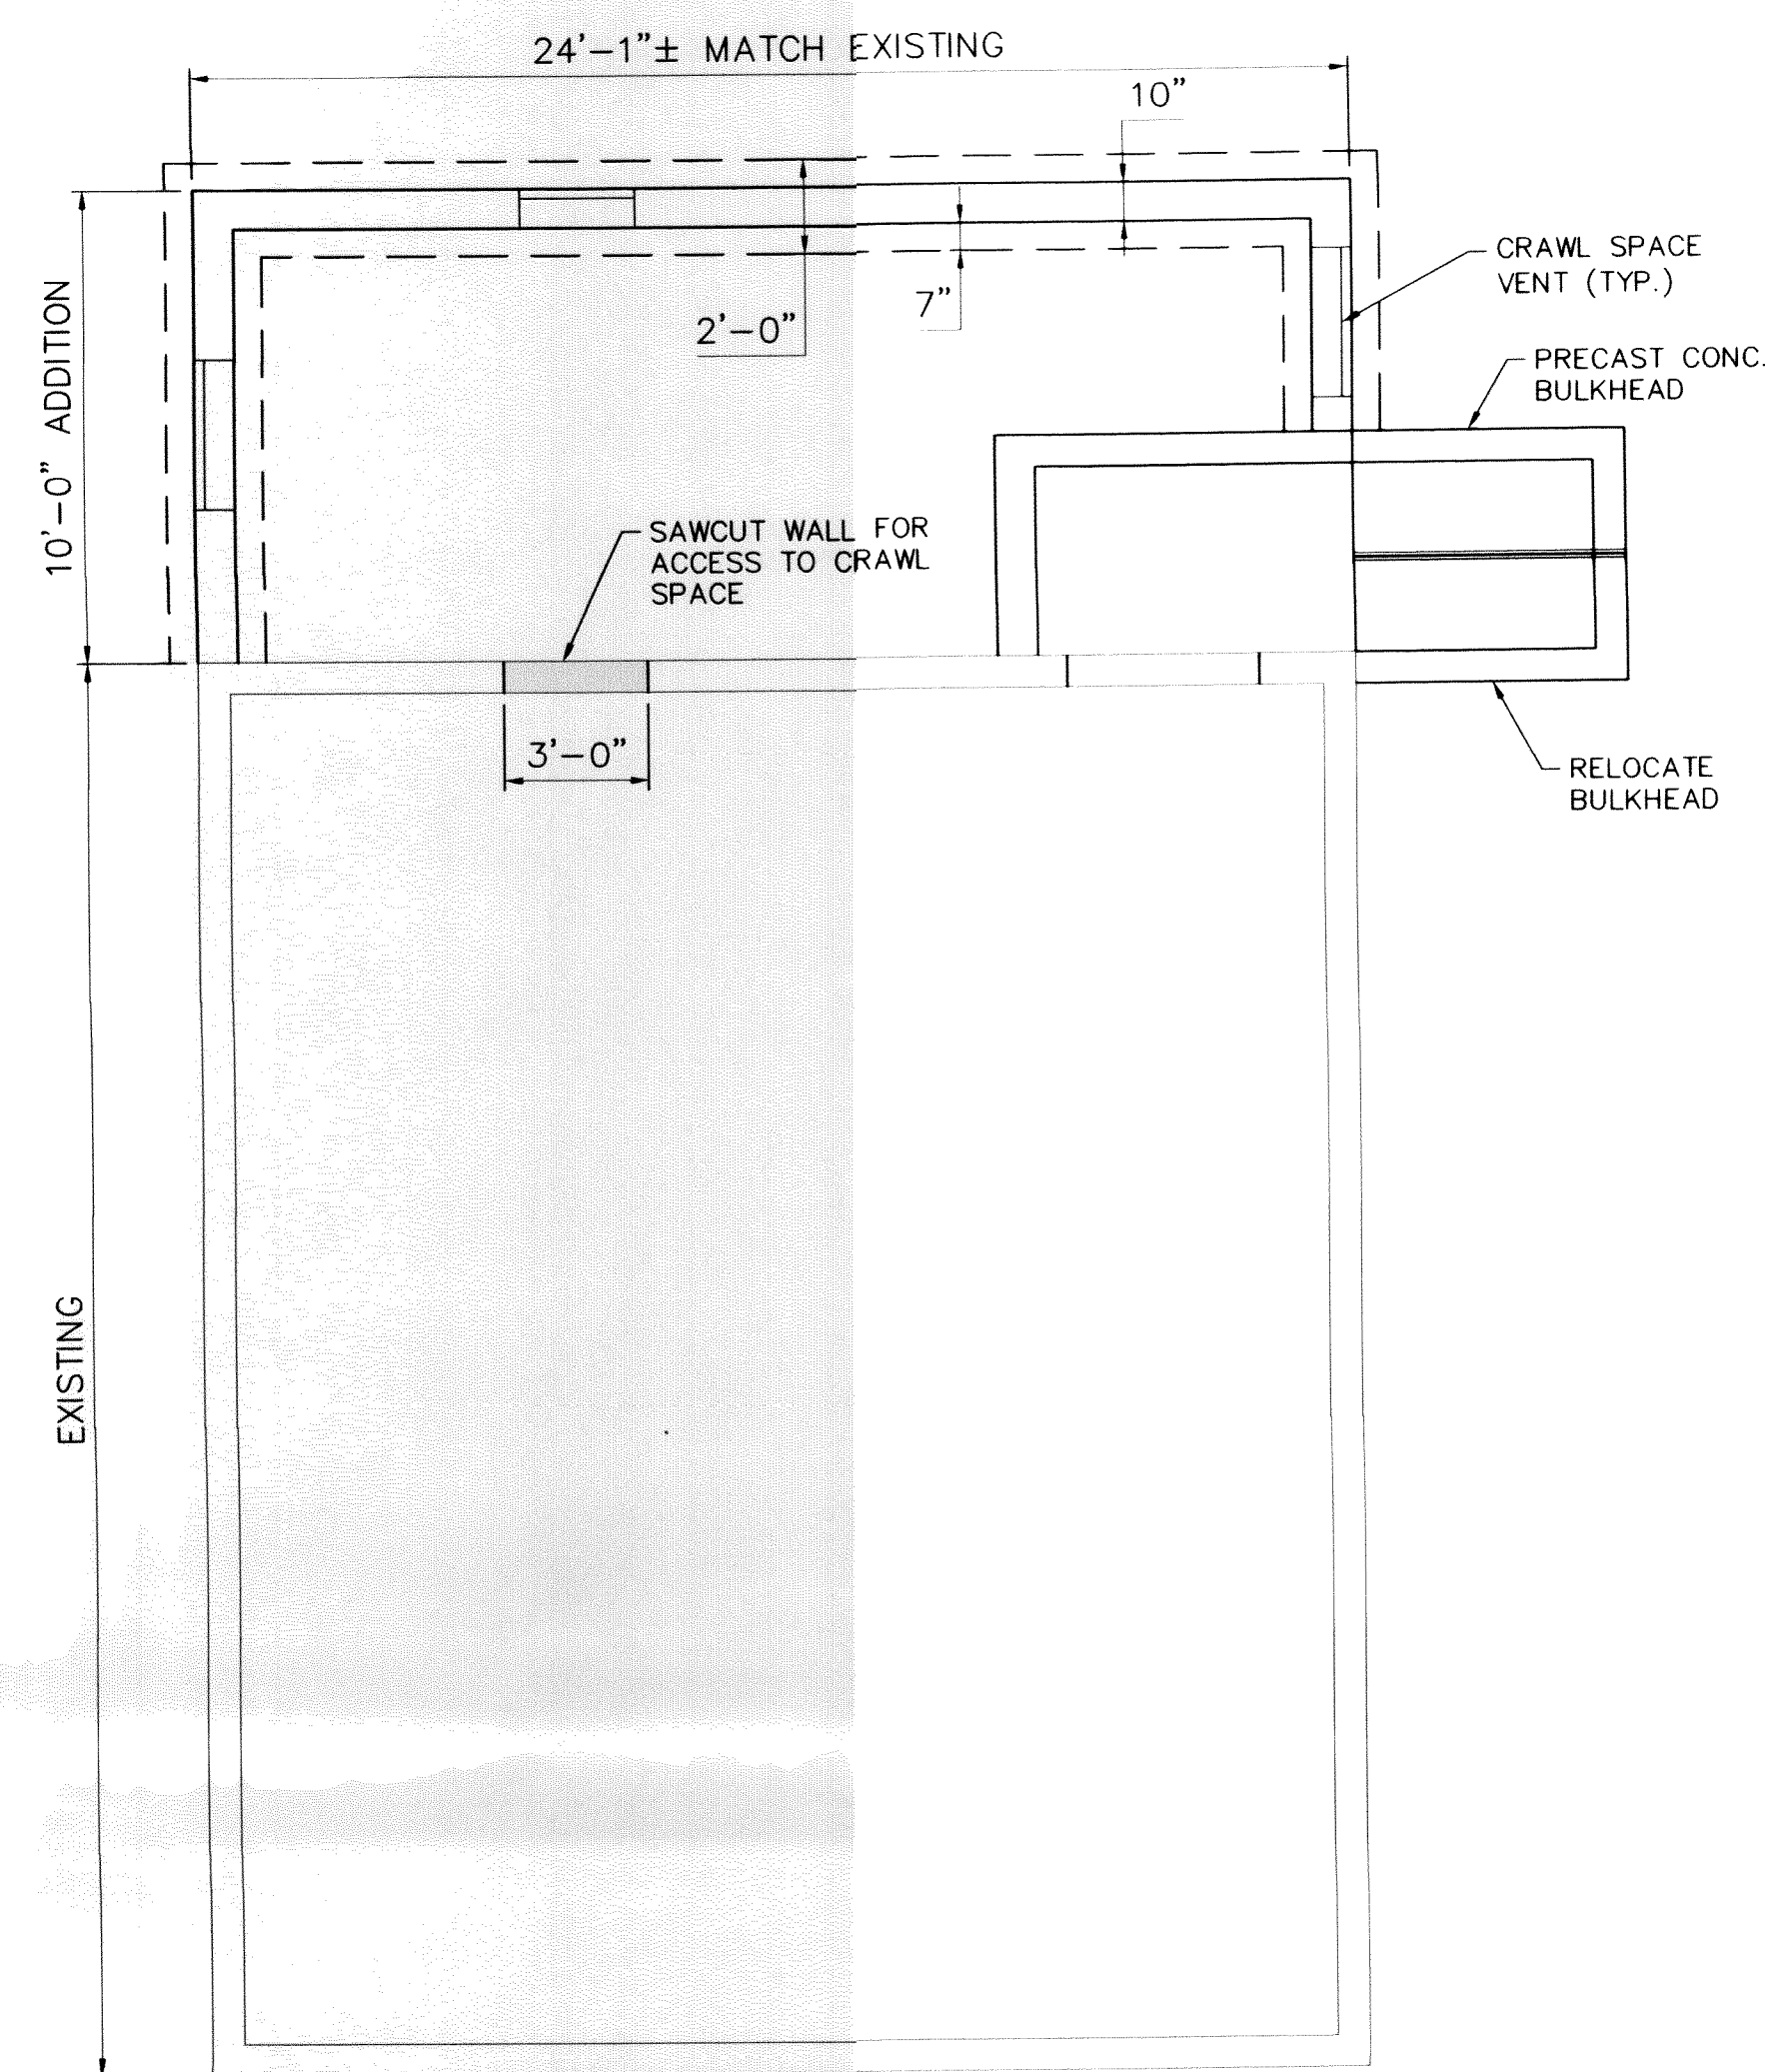 24'-1"± MATCH EXISTING
10"
CRAWL SPACE
VENT (TYP.)
7"
2'-0"
PRECAST CONC.
BULKHEAD
10'-0" ADDITION
SAWCUT WALL FOR
ACCESS TO CRAWL
SPACE
3'-0"
RELOCATE
BULKHEAD
EXISTING